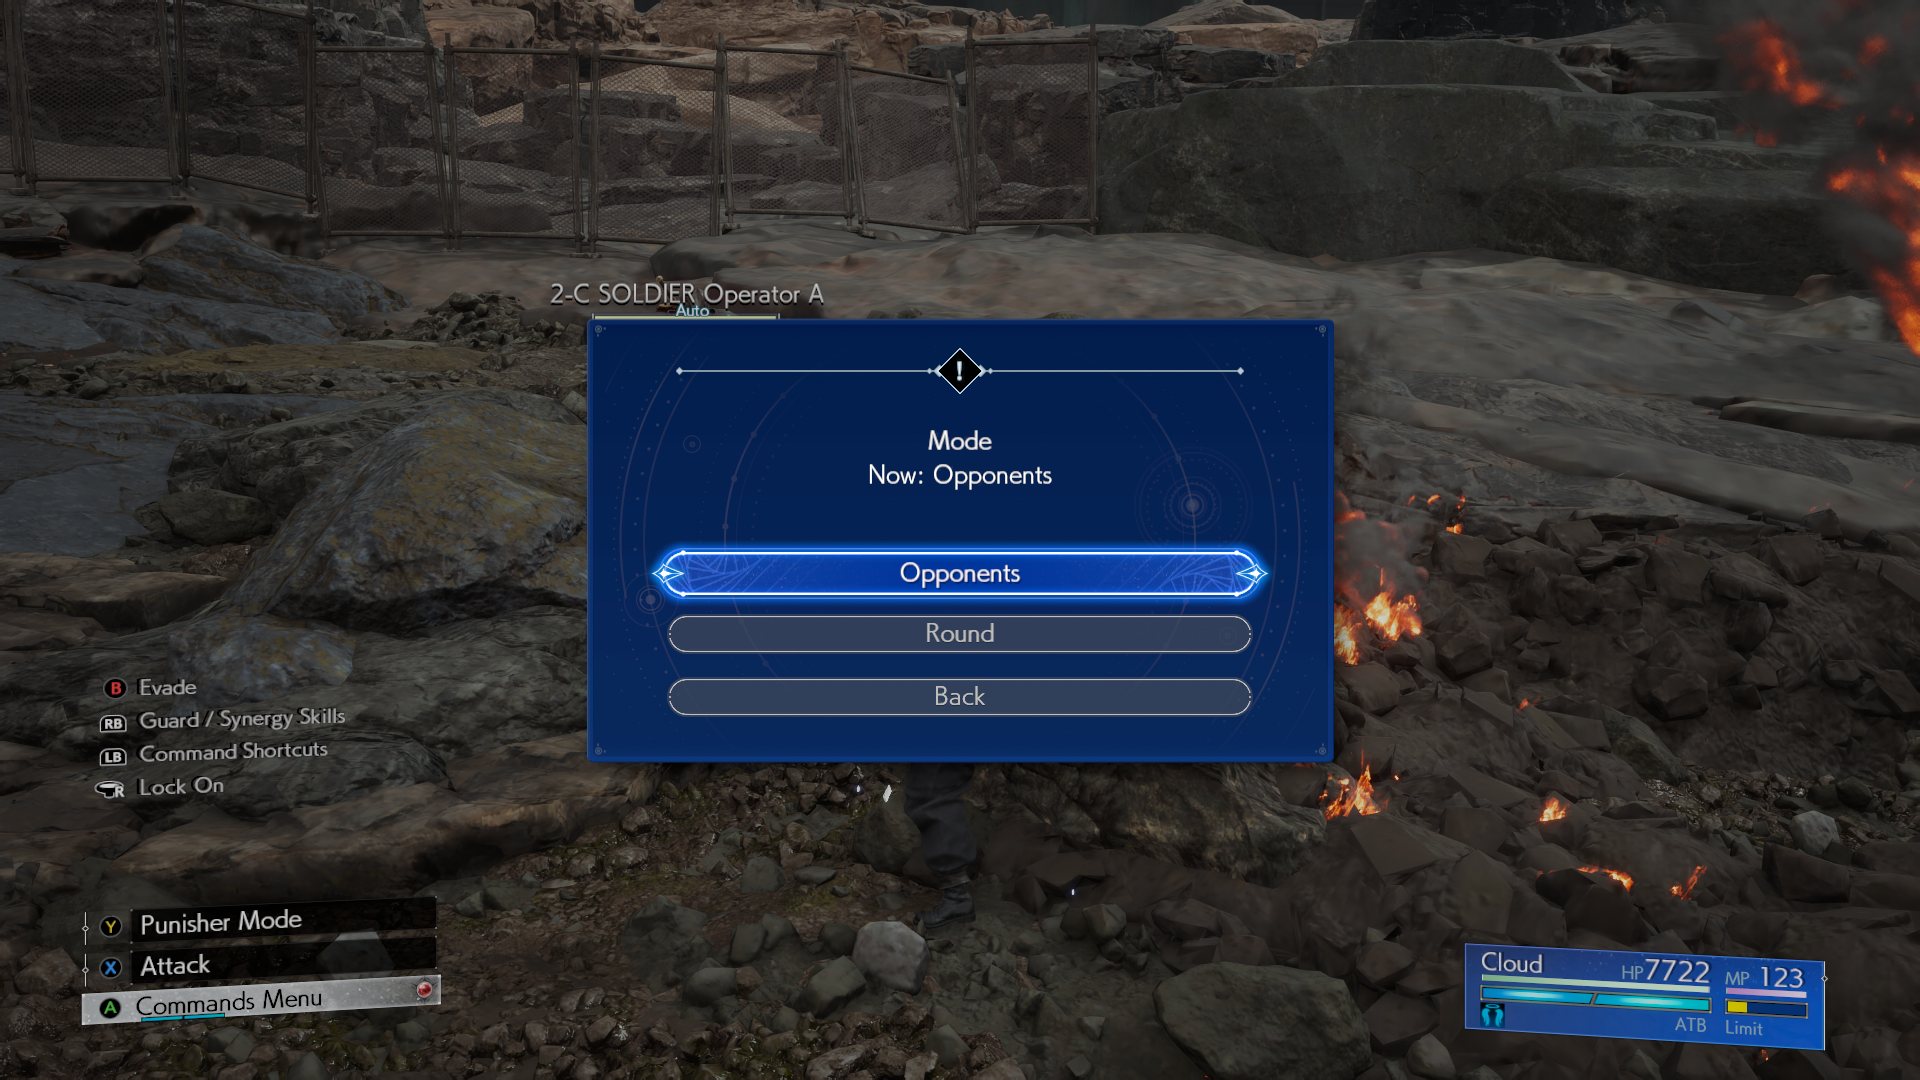 2-C SOLDIER Operator A
Auto
!
Mode
Now: Opponents
Opponents
Round
Back
B Evade
RB Guard / Synergy Skills
LB Command Shortcuts
R Lock On
Y Punisher Mode
X Attack
A Commands Menu
Cloud HP 7722 MP 123
ATB Limit